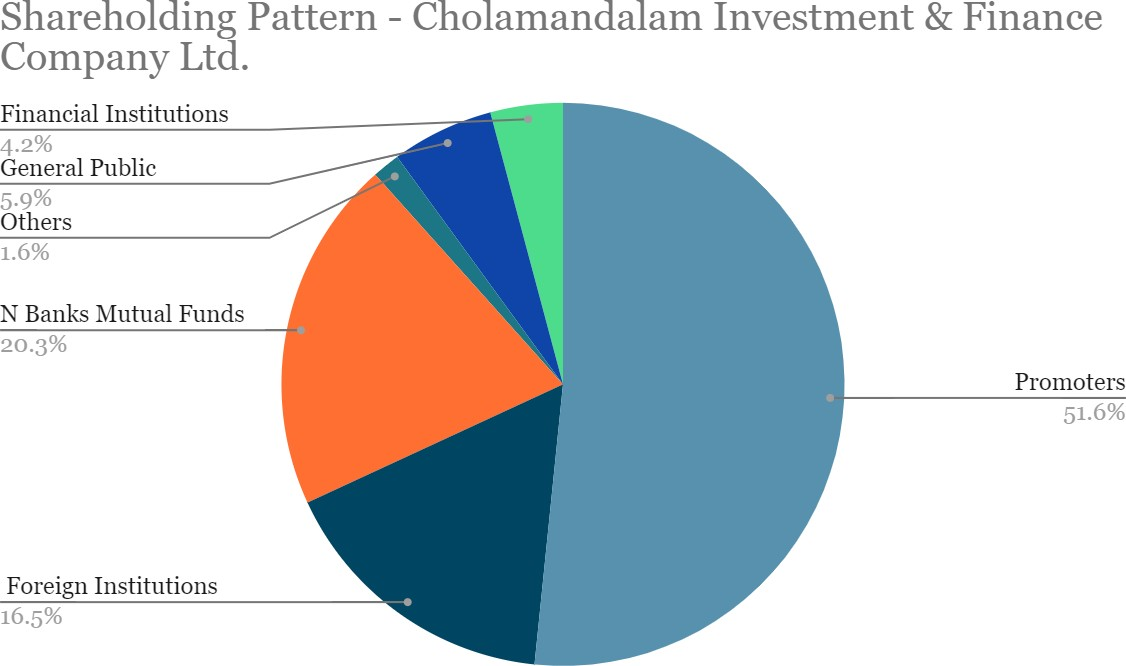 Shareholding Pattern - Cholamandalam Investment & Finance
Company Ltd.
Financial Institutions
4.2%
General Public
5.9%
Others
1.6%
N Banks Mutual Funds
20.3%
Promoters
51.6%
Foreign Institutions
16.5%